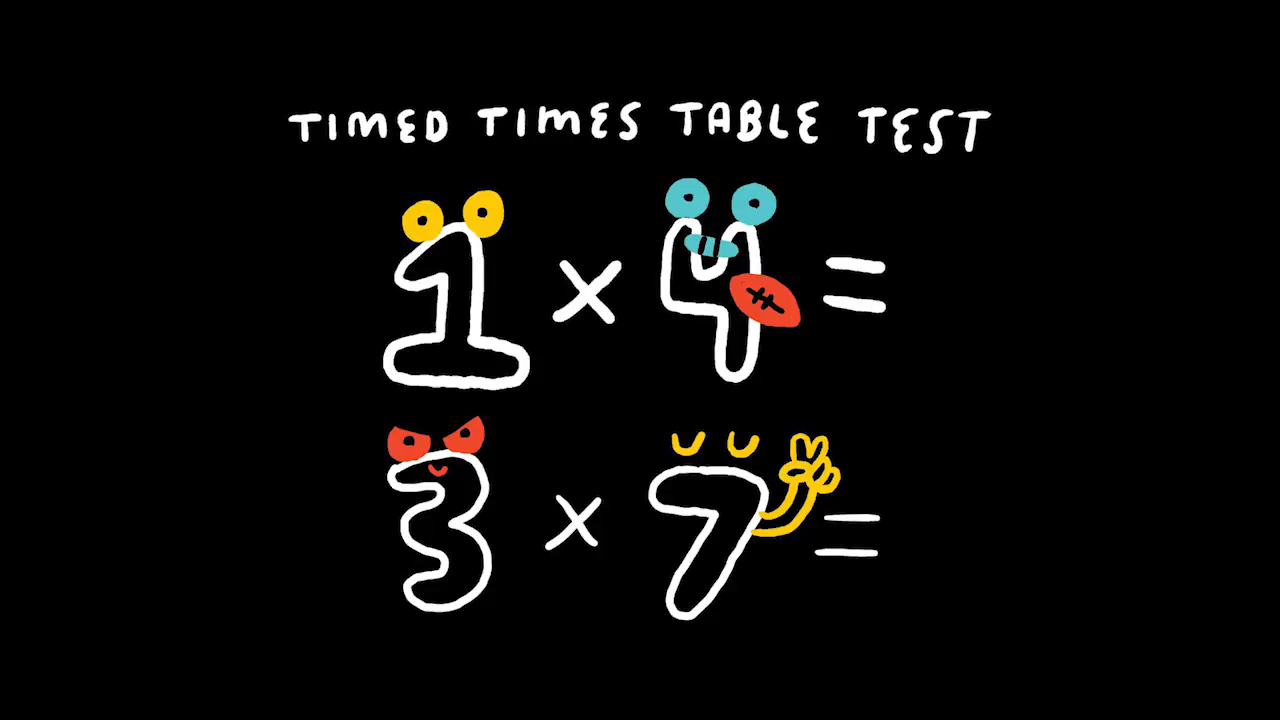 TIMED TIMES TABLE TEST
1 x 4 =
3 x 7 =